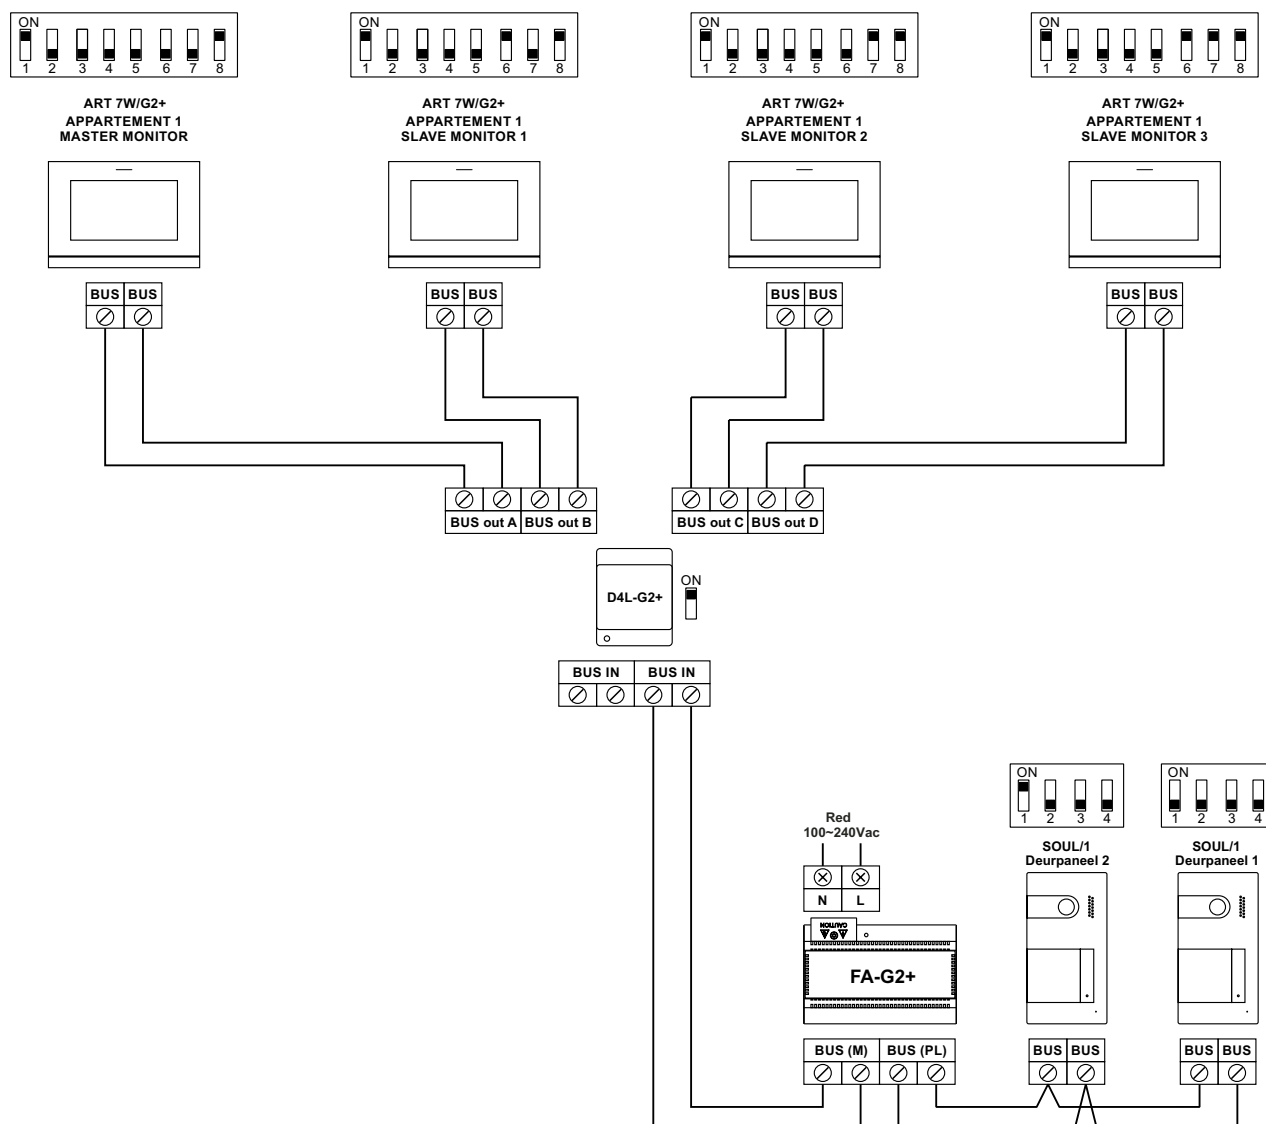 ON
1 2 3 4 5 6 7 8
ART 7W/G2+
APPARTEMENT 1
MASTER MONITOR
BUS BUS
ON
1 2 3 4 5 6 7 8
ART 7W/G2+
APPARTEMENT 1
SLAVE MONITOR 1
BUS BUS
ON
1 2 3 4 5 6 7 8
ART 7W/G2+
APPARTEMENT 1
SLAVE MONITOR 2
BUS BUS
ON
1 2 3 4 5 6 7 8
ART 7W/G2+
APPARTEMENT 1
SLAVE MONITOR 3
BUS BUS
BUS out A BUS out B
BUS out C BUS out D
D4L-G2+
ON
BUS IN BUS IN
Red
100~240Vac
N L
CAUTION
FA-G2+
BUS (M) BUS (PL)
ON
1 2 3 4
SOUL/1
Deurpaneel 2
BUS BUS
ON
1 2 3 4
SOUL/1
Deurpaneel 1
BUS BUS